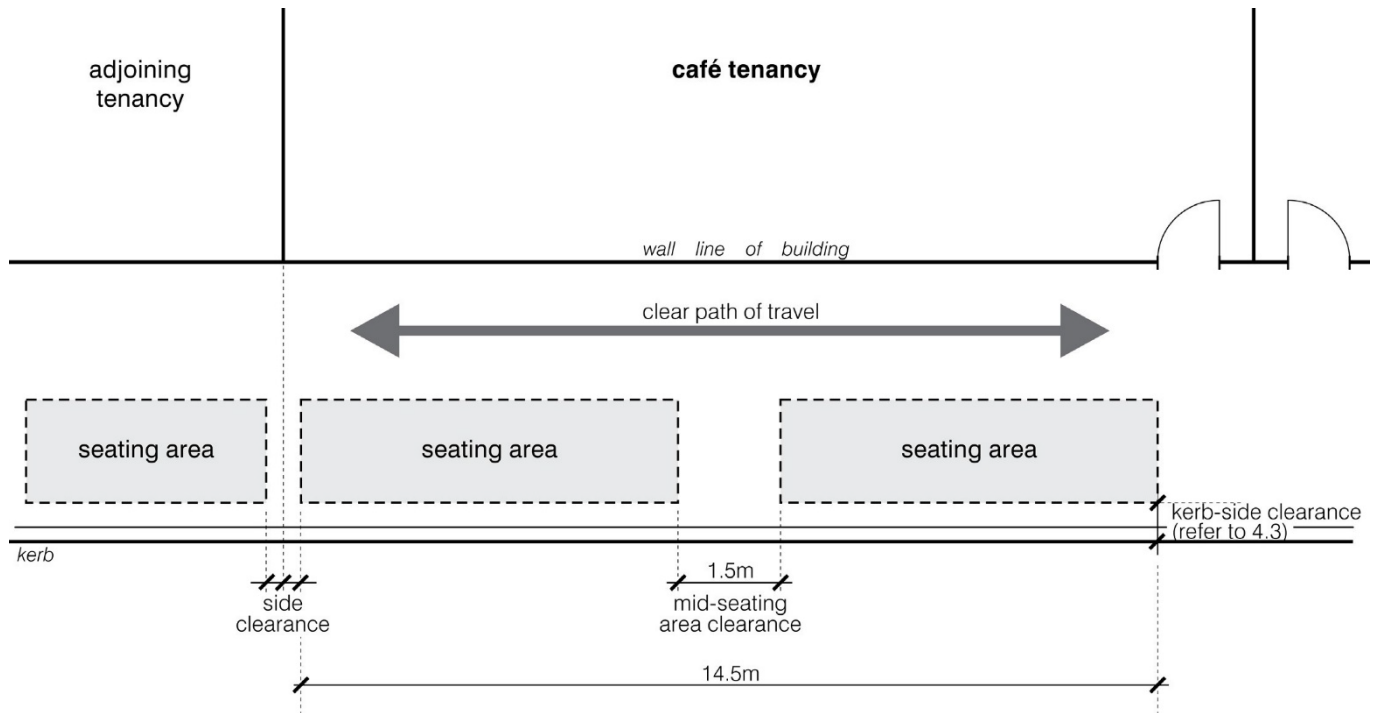 adjoining
tenancy
café tenancy
wall line of building
clear path of travel
seating area
seating area
seating area
kerb-side clearance
(refer to 4.3)
kerb
1.5m
side
clearance
mid-seating
area clearance
14.5m